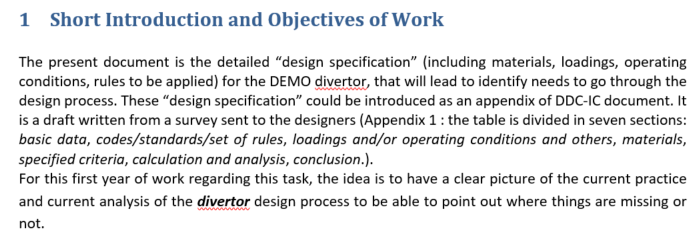 1 Short Introduction and Objectives of Work
The present document is the detailed “design specification” (including materials, loadings, operating
conditions, rules to be applied) for the DEMO divertor, that will lead to identify needs to go through the
design process. These “design specification” could be introduced as an appendix of DDC-IC document. It
is a draft written from a survey sent to the designers (Appendix 1 : the table is divided in seven sections:
basic data, codes/standards/set of rules, loadings and/or operating conditions and others, materials,
specified criteria, calculation and analysis, conclusion.).
For this first year of work regarding this task, the idea is to have a clear picture of the current practice
and current analysis of the divertor design process to be able to point out where things are missing or
not.